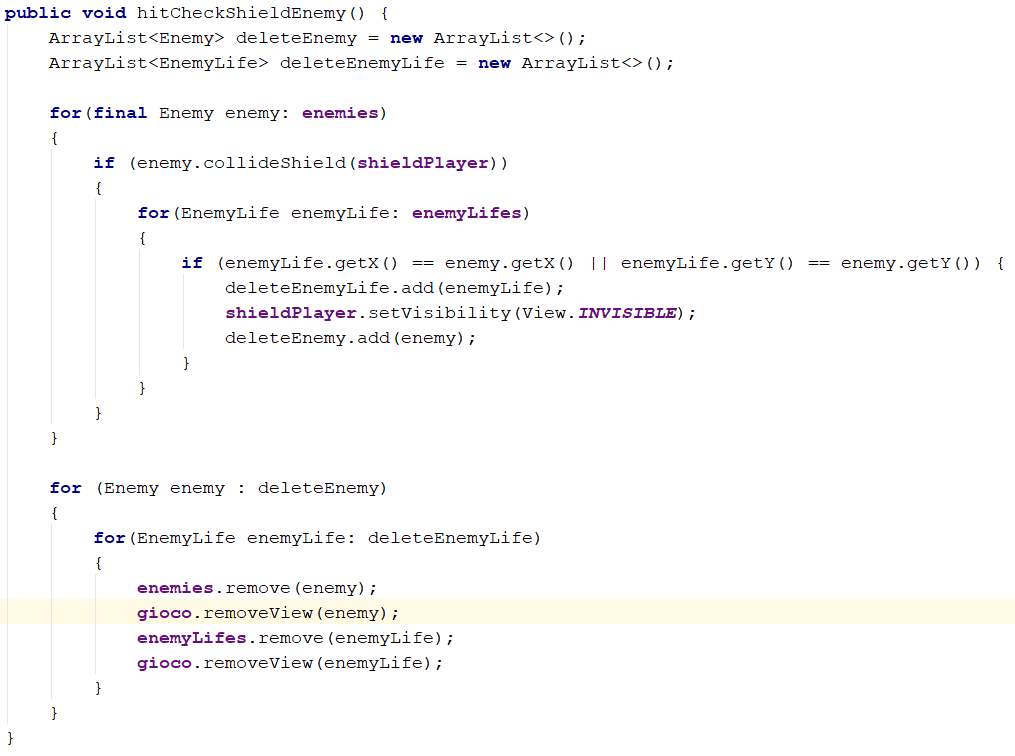 public void hitCheckShieldEnemy() {
    ArrayList<Enemy> deleteEnemy = new ArrayList<>();
    ArrayList<EnemyLife> deleteEnemyLife = new ArrayList<>();

    for(final Enemy enemy: enemies)
    {
        if (enemy.collideShield(shieldPlayer))
        {
            for(EnemyLife enemyLife: enemyLifes)
            {
                if (enemyLife.getX() == enemy.getX() || enemyLife.getY() == enemy.getY()) {
                    deleteEnemyLife.add(enemyLife);
                    shieldPlayer.setVisibility(View.INVISIBLE);
                    deleteEnemy.add(enemy);
                }
            }
        }
    }

    for (Enemy enemy : deleteEnemy)
    {
        for(EnemyLife enemyLife: deleteEnemyLife)
        {
            enemies.remove(enemy);
            gioco.removeView(enemy);
            enemyLifes.remove(enemyLife);
            gioco.removeView(enemyLife);
        }
    }
}